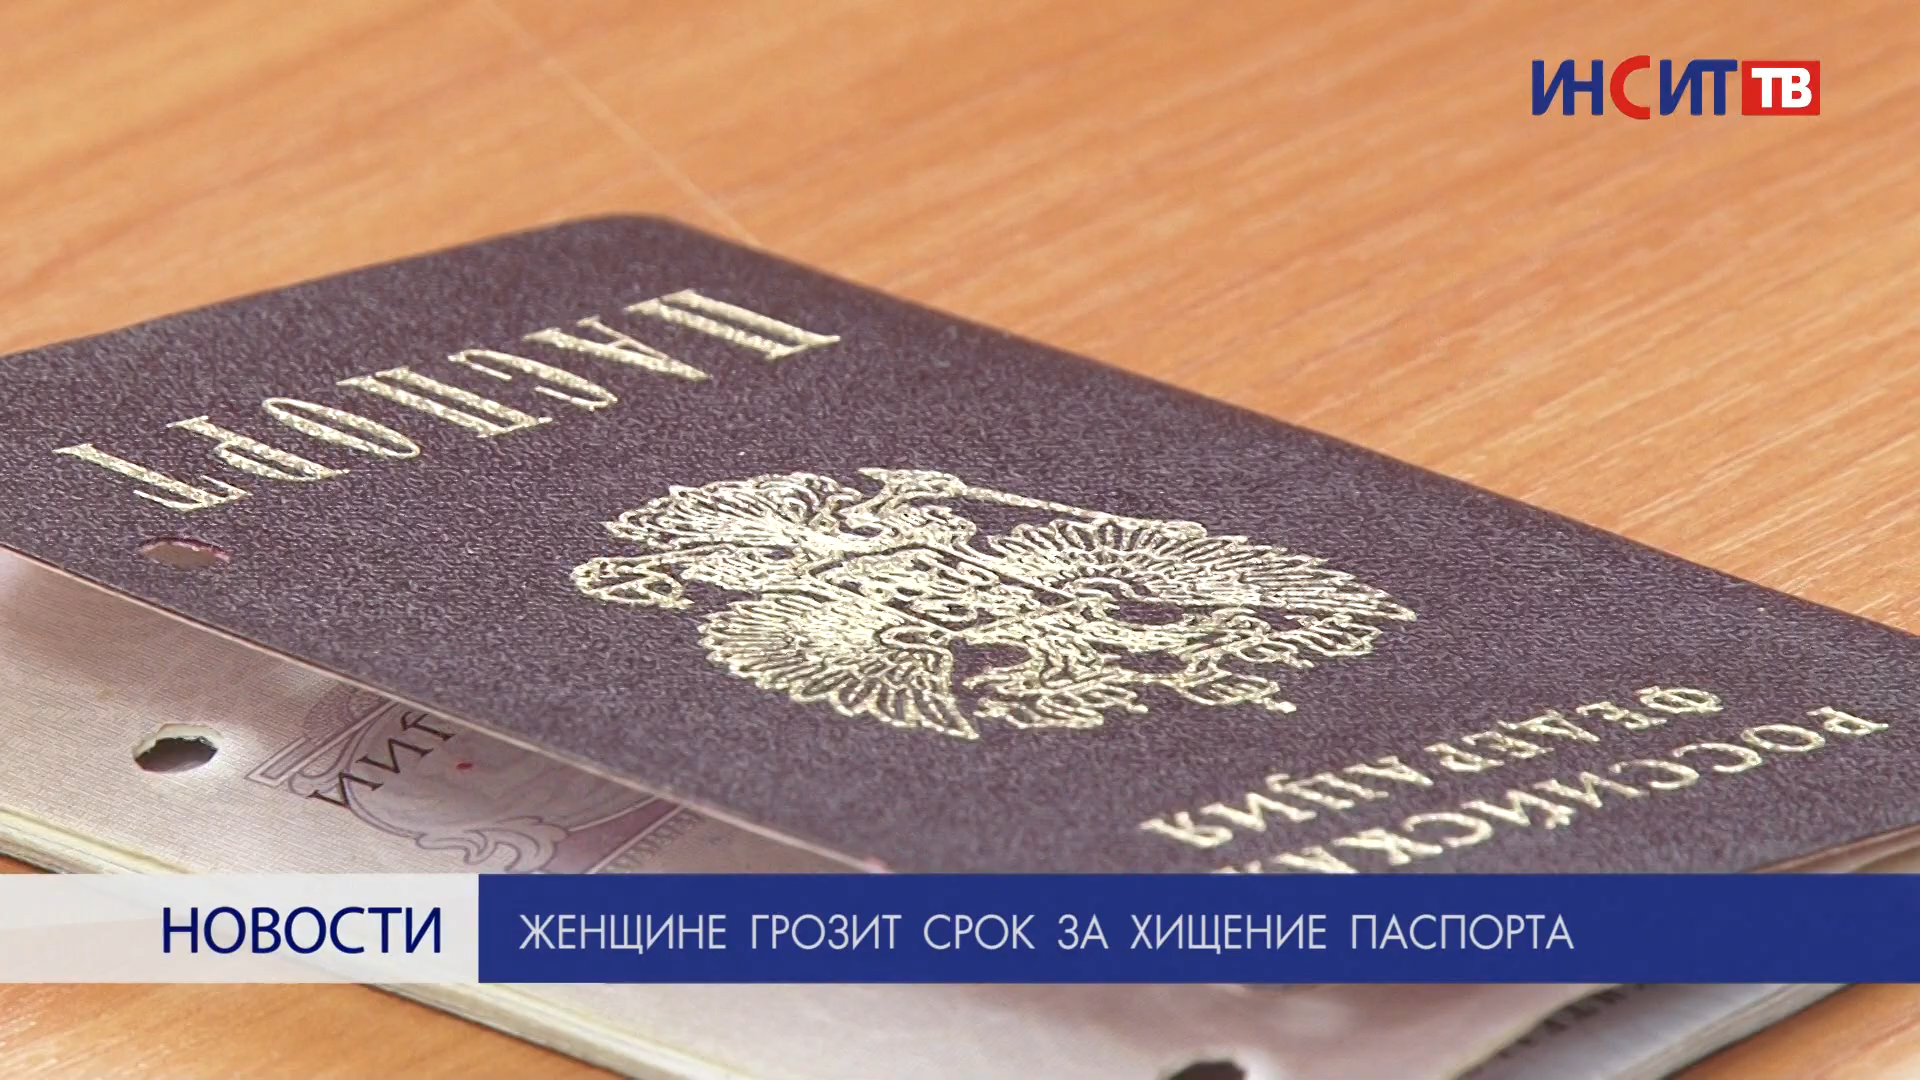 ИНСИТ ТВ
РОССИЙСКАЯ
ФЕДЕРАЦИЯ
ПАСПОРТ
НОВОСТИ
ЖЕНЩИНЕ ГРОЗИТ СРОК ЗА ХИЩЕНИЕ ПАСПОРТА